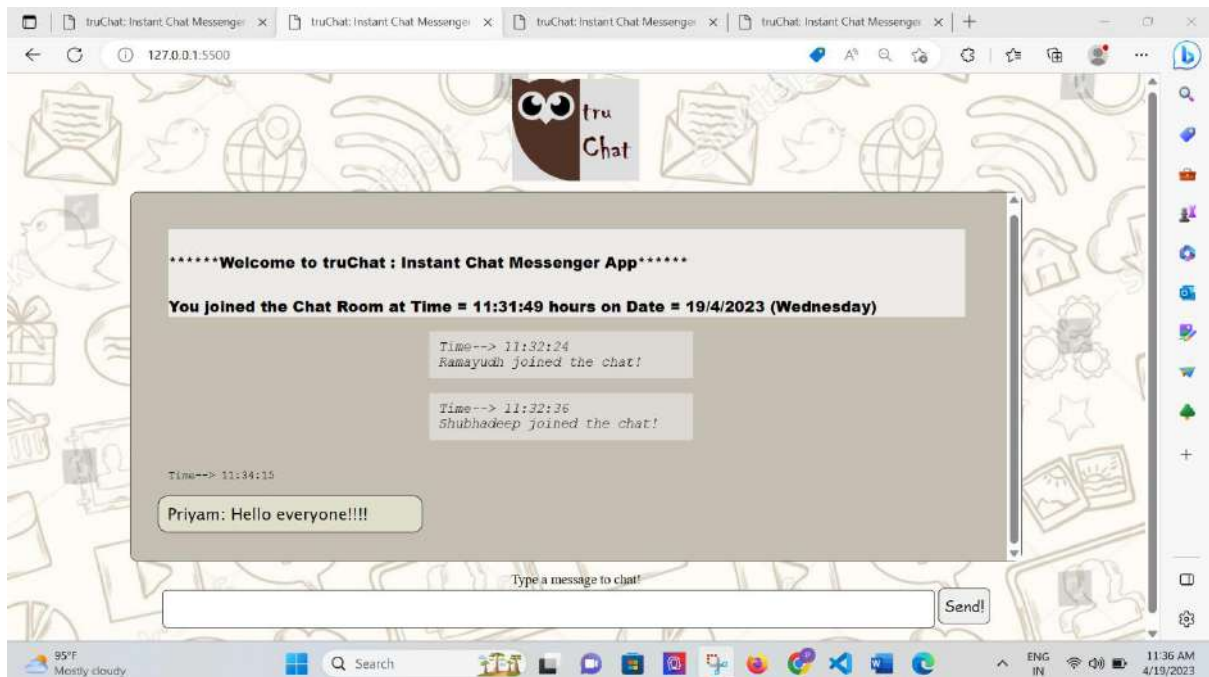 truChat: Instant Chat Messenger
truChat: Instant Chat Messenger
truChat: Instant Chat Messenger
truChat: Instant Chat Messenger
127.0.0.1:5500
tru
Chat
******Welcome to truChat : Instant Chat Messenger App******
You joined the Chat Room at Time = 11:31:49 hours on Date = 19/4/2023 (Wednesday)
Time--> 11:32:24
Ramayudh joined the chat!
Time--> 11:32:36
Shubhadeep joined the chat!
Time--> 11:34:15
Priyam: Hello everyone!!!!
Type a message to chat!
Send!
95°F
Mostly cloudy
Search
ENG
IN
11:36 AM
4/19/2023